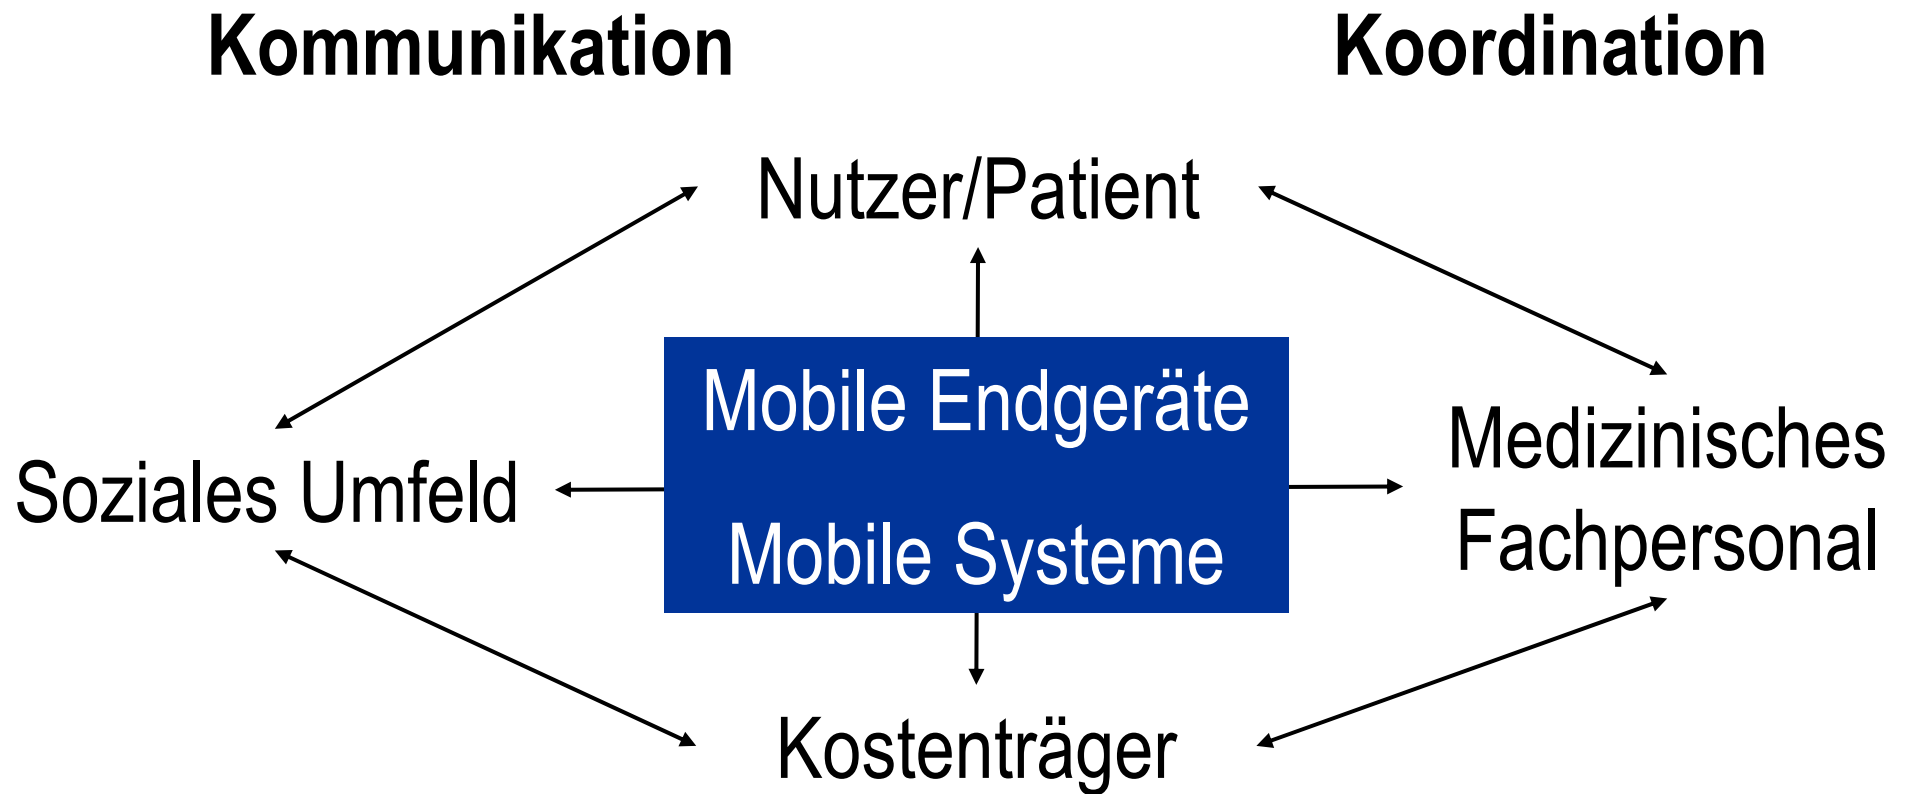 Kommunikation
Koordination
Nutzer/Patient
Mobile Endgeräte
Mobile Systeme
Soziales Umfeld
Medizinisches
Fachpersonal
Kostenträger